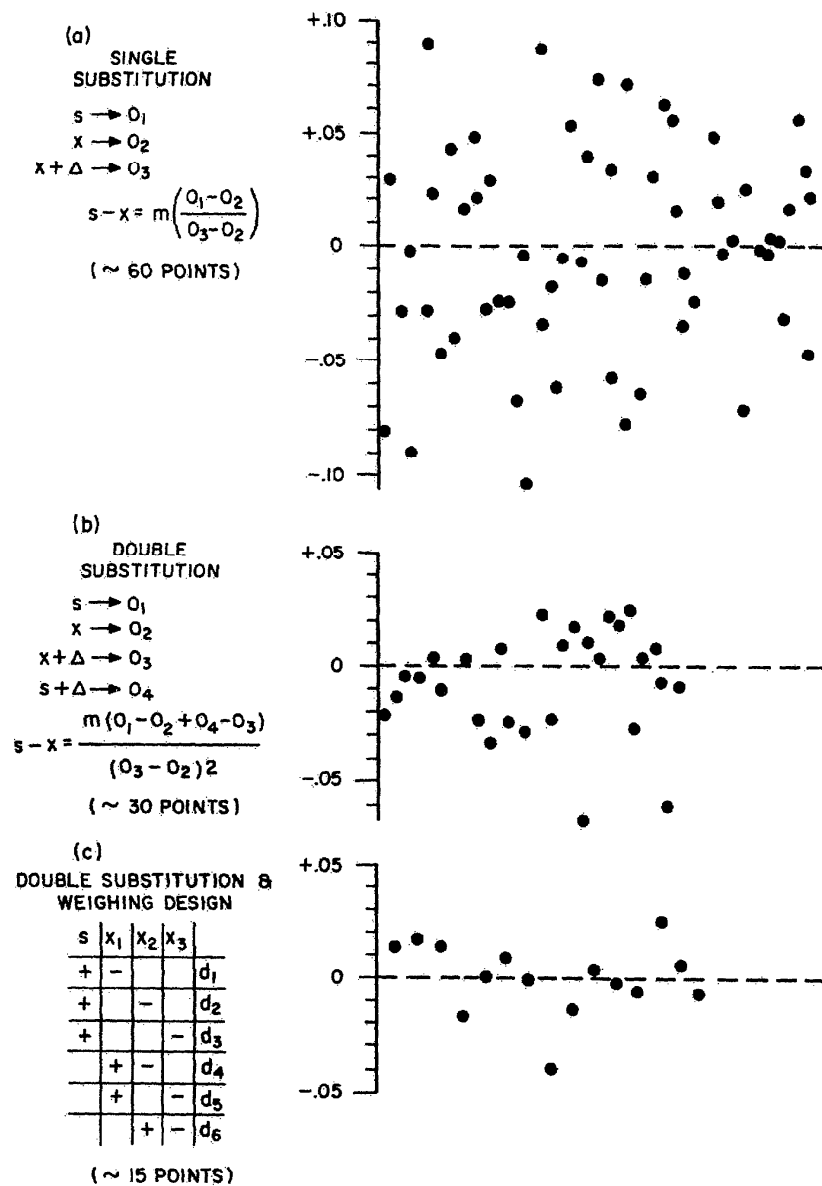 (a)
SINGLE
SUBSTITUTION
s → O₁
x → O₂
x + Δ → O₃
s – x = m(O₁–O₂ / O₃–O₂)
(~ 60 POINTS)
+.10
+.05
0
–.05
–.10
(b)
DOUBLE
SUBSTITUTION
s → O₁
x → O₂
x + Δ → O₃
s + Δ → O₄
s – x = m(O₁–O₂+O₄–O₃) / (O₃–O₂)2
(~ 30 POINTS)
+.05
0
–.05
(c)
DOUBLE SUBSTITUTION &
WEIGHING DESIGN
s x₁ x₂ x₃
+ – d₁
+ – d₂
+ – d₃
+ – d₄
+ – d₅
+ – d₆
(~ 15 POINTS)
+.05
0
–.05